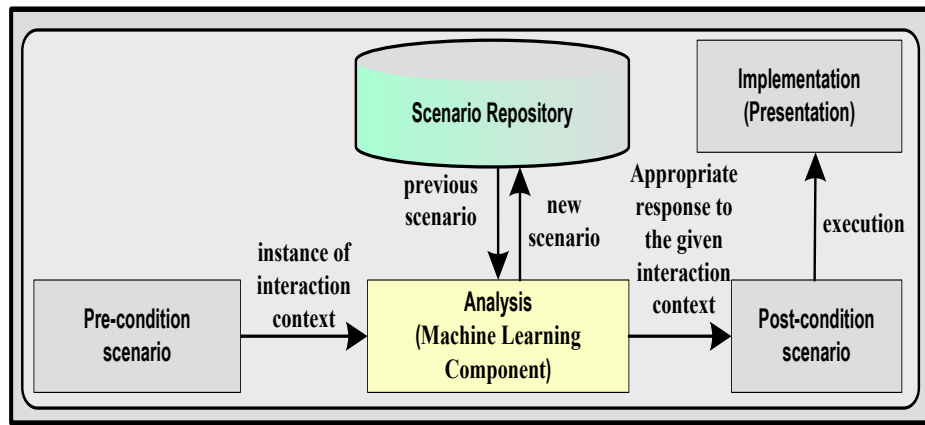 Scenario Repository
Implementation
(Presentation)
previous
scenario
new
scenario
Appropriate
response to
the given
interaction
context
execution
instance of
interaction
context
Pre-condition
scenario
Analysis
(Machine Learning
Component)
Post-condition
scenario